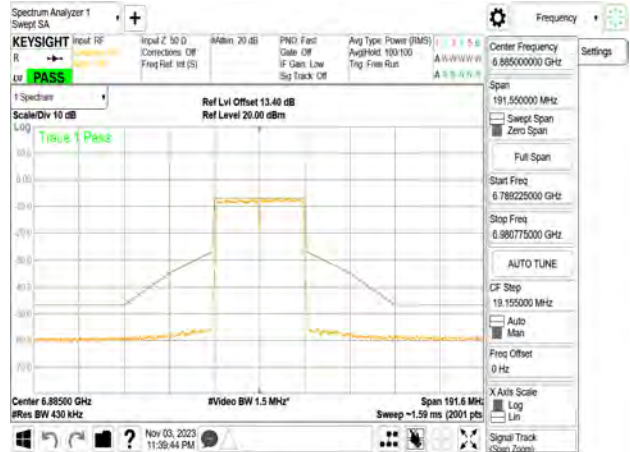 Spectrum Analyzer 1
Swept SA
Frequency
KEYSIGHT
Input: RF
Input Z: 50 Ω
#Atten: 20 dB
PNO: Fast
Avg Type: Power (RMS)
R
Corrections: Off
Gate: Off
Avg|Hold: 100/100
Freq Ref: Int (S)
IF Gain: Low
Trig: Free Run
Sig Track: Off
PASS
1 Spectrum
Ref Lvl Offset 13.40 dB
Scale/Div 10 dB
Ref Level 20.00 dBm
Log
Trace 1 Pass
Center 6.88500 GHz
#Video BW 1.5 MHz*
Span 191.6 MHz
#Res BW 430 kHz
Sweep ~1.59 ms (2001 pts
Nov 03, 2023
11:39:44 PM
Center Frequency
6.885000000 GHz
Settings
Span
191.550000 MHz
Swept Span
Zero Span
Full Span
Start Freq
6.789225000 GHz
Stop Freq
6.980775000 GHz
AUTO TUNE
CF Step
19.155000 MHz
Auto
Man
Freq Offset
0 Hz
X Axis Scale
Log
Lin
Signal Track
(Span Zoom)